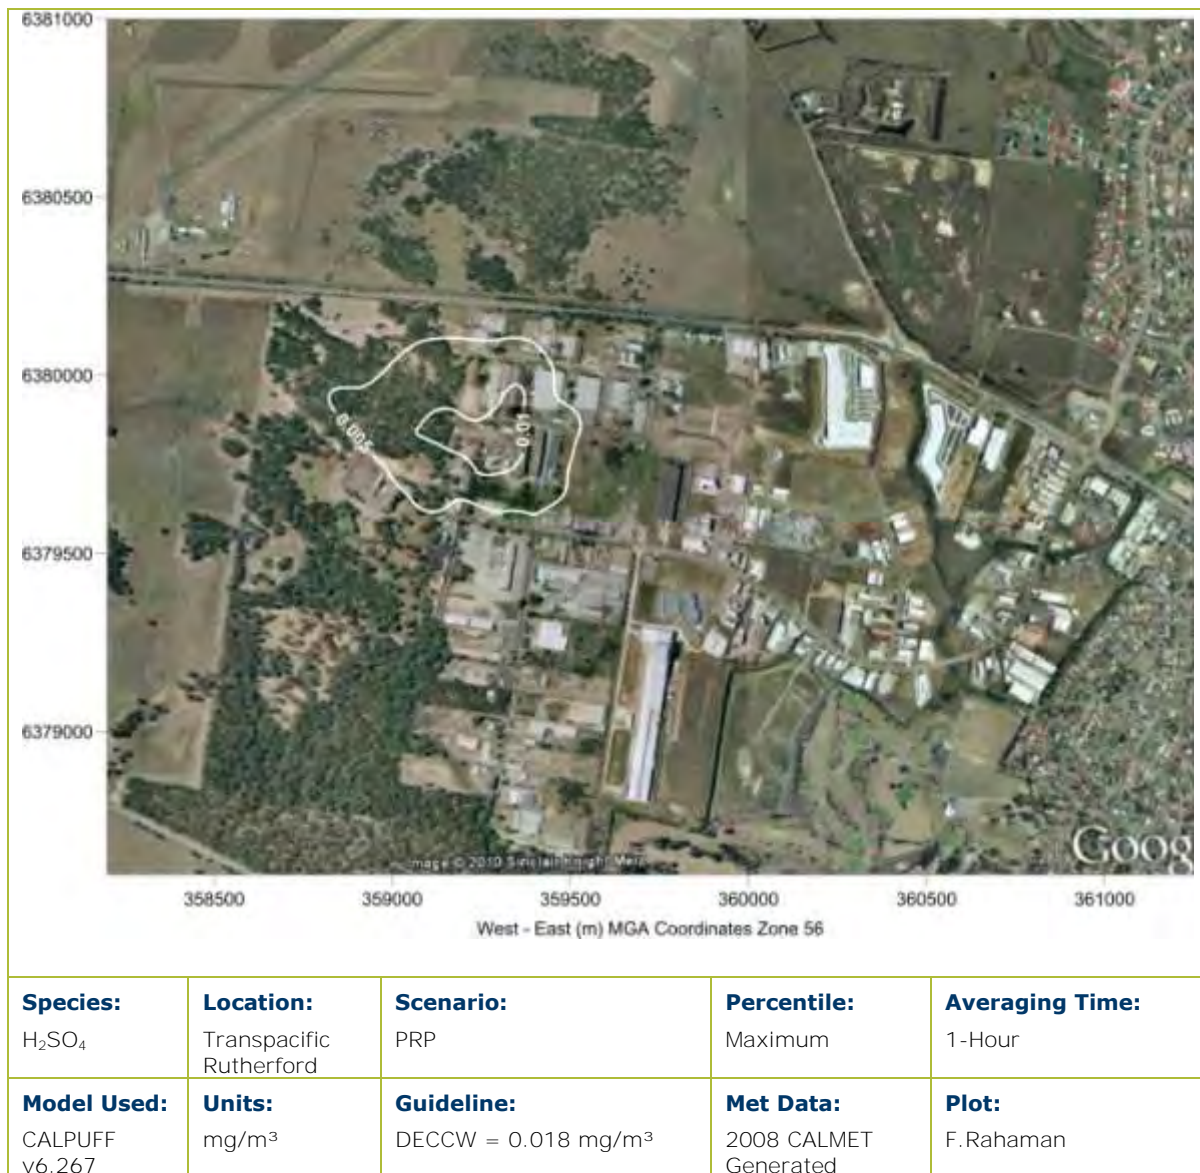 6381000
6380500
6380000
6379500
6379000
0.005
0.01
Image © 2010 Sinclair Knight Merz
Goog
358500 359000 359500 360000 360500 361000
West - East (m) MGA Coordinates Zone 56
Species: Location: Scenario: Percentile: Averaging Time:
H₂SO₄ Transpacific PRP Maximum 1-Hour
Rutherford
Model Used: Units: Guideline: Met Data: Plot:
CALPUFF mg/m³ DECCW = 0.018 mg/m³ 2008 CALMET F.Rahaman
v6.267 Generated